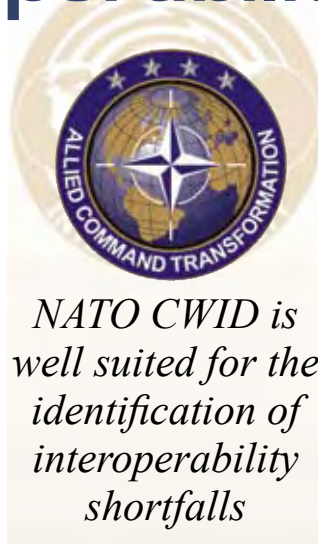 ALLIED COMMAND TRANSFORMATION
NATO CWID is
well suited for the
identification of
interoperability
shortfalls